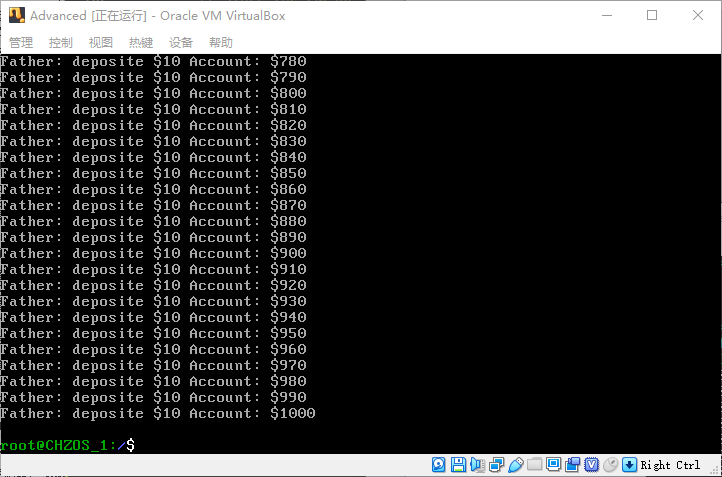 Advanced [正在运行] - Oracle VM VirtualBox
管理 控制 视图 热键 设备 帮助
Father: deposite $10 Account: $780
Father: deposite $10 Account: $790
Father: deposite $10 Account: $800
Father: deposite $10 Account: $810
Father: deposite $10 Account: $820
Father: deposite $10 Account: $830
Father: deposite $10 Account: $840
Father: deposite $10 Account: $850
Father: deposite $10 Account: $860
Father: deposite $10 Account: $870
Father: deposite $10 Account: $880
Father: deposite $10 Account: $890
Father: deposite $10 Account: $900
Father: deposite $10 Account: $910
Father: deposite $10 Account: $920
Father: deposite $10 Account: $930
Father: deposite $10 Account: $940
Father: deposite $10 Account: $950
Father: deposite $10 Account: $960
Father: deposite $10 Account: $970
Father: deposite $10 Account: $980
Father: deposite $10 Account: $990
Father: deposite $10 Account: $1000
root@CHZOS_1:/$
Right Ctrl